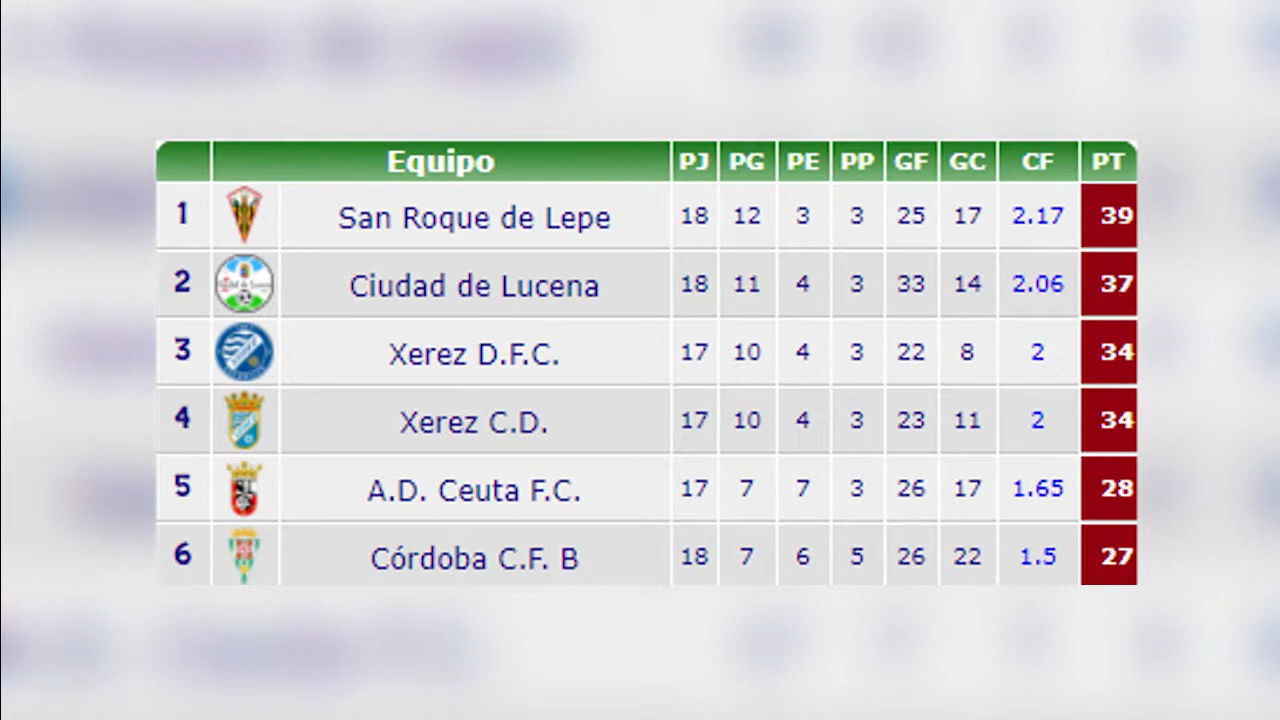 Equipo PJ PG PE PP GF GC CF PT
1 San Roque de Lepe 18 12 3 3 25 17 2.17 39
2 Ciudad de Lucena 18 11 4 3 33 14 2.06 37
3 Xerez D.F.C. 17 10 4 3 22 8 2 34
4 Xerez C.D. 17 10 4 3 23 11 2 34
5 A.D. Ceuta F.C. 17 7 7 3 26 17 1.65 28
6 Córdoba C.F. B 18 7 6 5 26 22 1.5 27